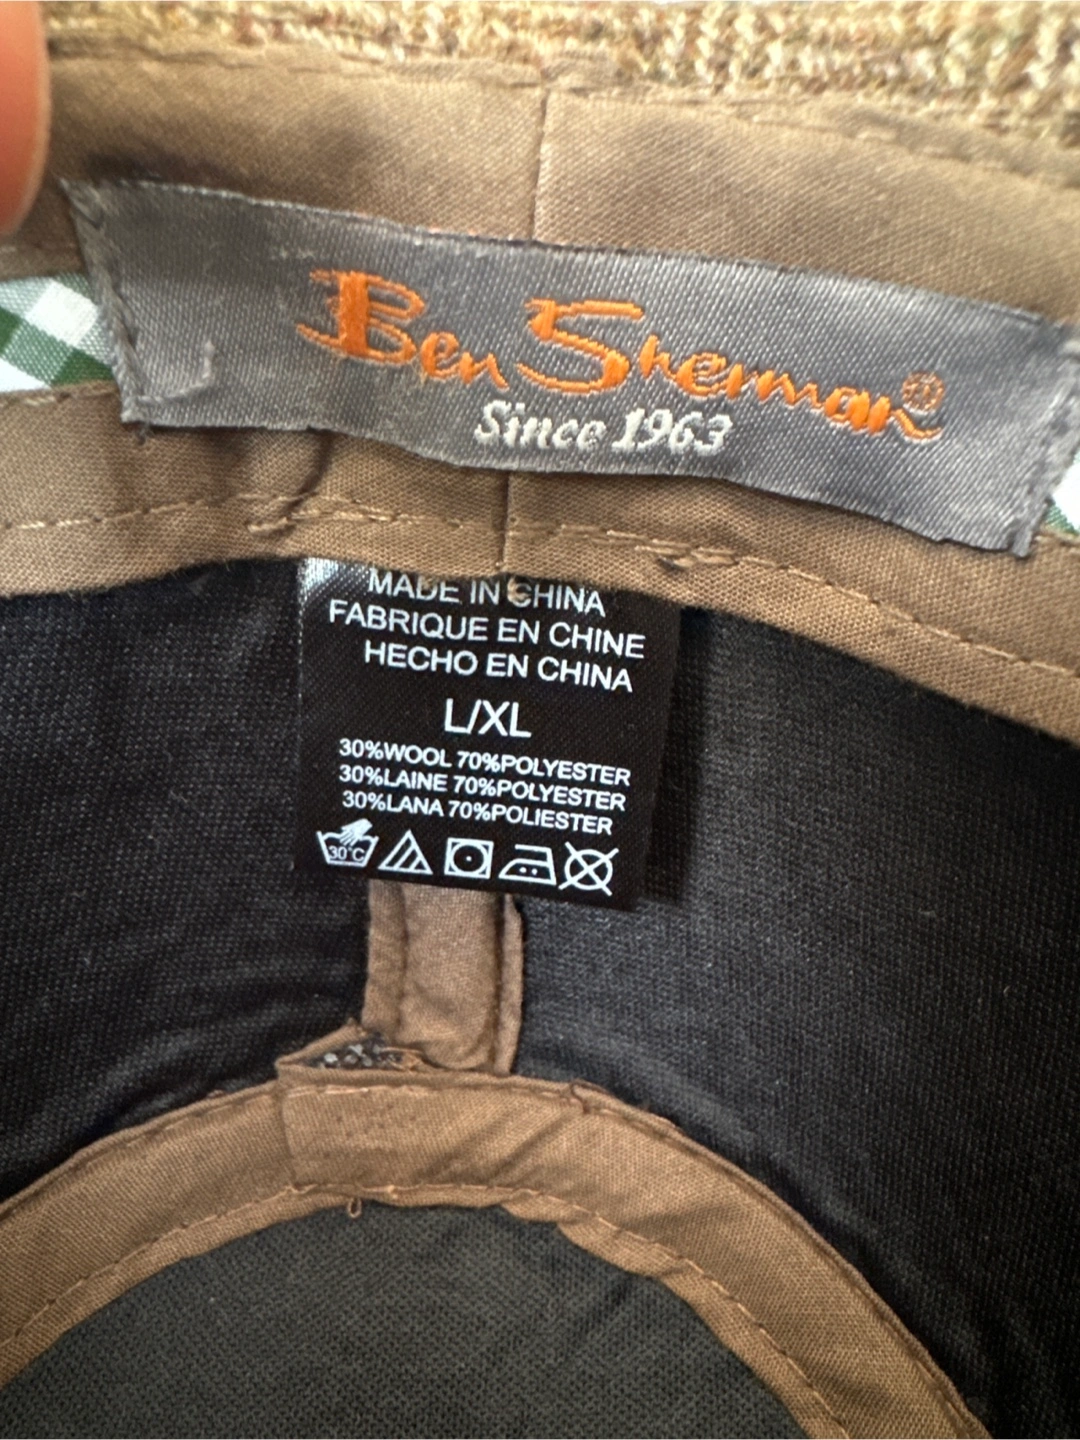 Ben Sherman®
Since 1963
MADE IN CHINA
FABRIQUE EN CHINE
HECHO EN CHINA
L/XL
30%WOOL 70%POLYESTER
30%LAINE 70%POLYESTER
30%LANA 70%POLIESTER
30°C